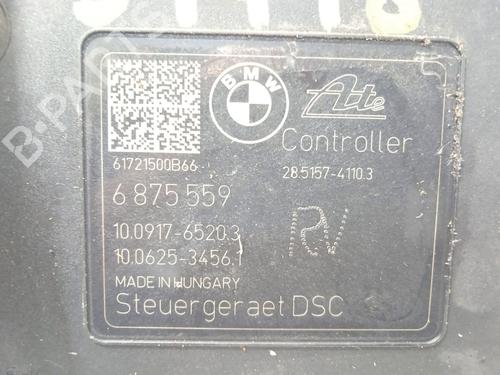 BMW
Ate
Controller
61721500B66
28.5157-4110.3
6 875 559
10.0917-6520.3
10.0625-3456.1
RV
MADE IN HUNGARY
Steuergeraet DSC
B-PARTS